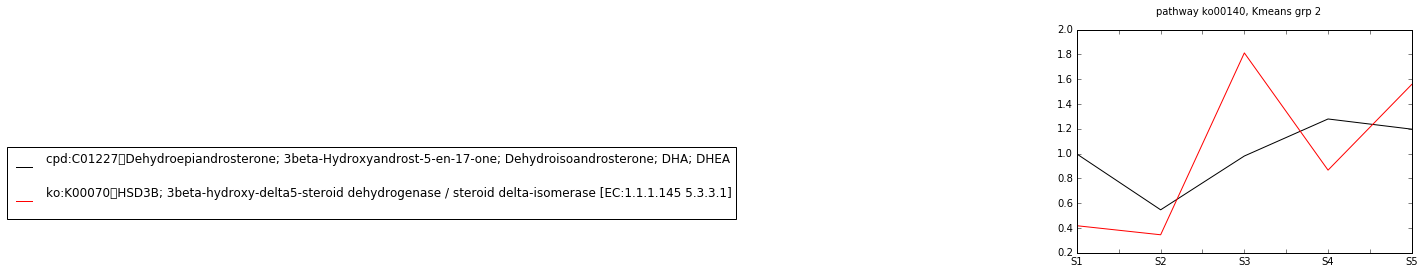 pathway ko00140, Kmeans grp 2
2.0
1.8
1.6
1.4
1.2
1.0
0.8
0.6
0.4
0.2
S1 S2 S3 S4 S5
cpd:C01227▯Dehydroepiandrosterone; 3beta-Hydroxyandrost-5-en-17-one; Dehydroisoandrosterone; DHA; DHEA
ko:K00070▯HSD3B; 3beta-hydroxy-delta5-steroid dehydrogenase / steroid delta-isomerase [EC:1.1.1.145 5.3.3.1]